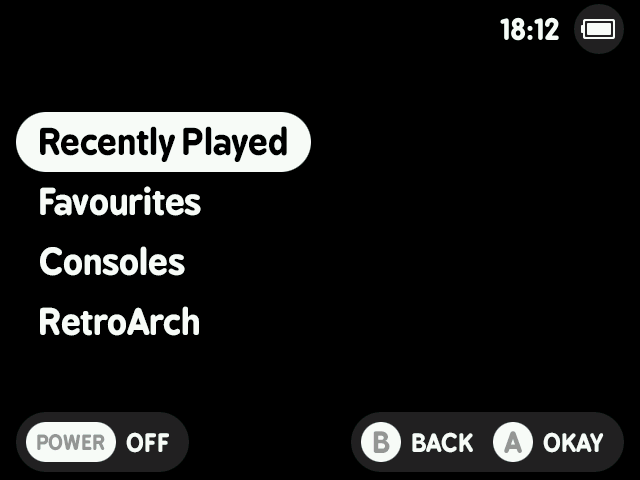 18:12
Recently Played
Favourites
Consoles
RetroArch
POWER OFF B BACK A OKAY